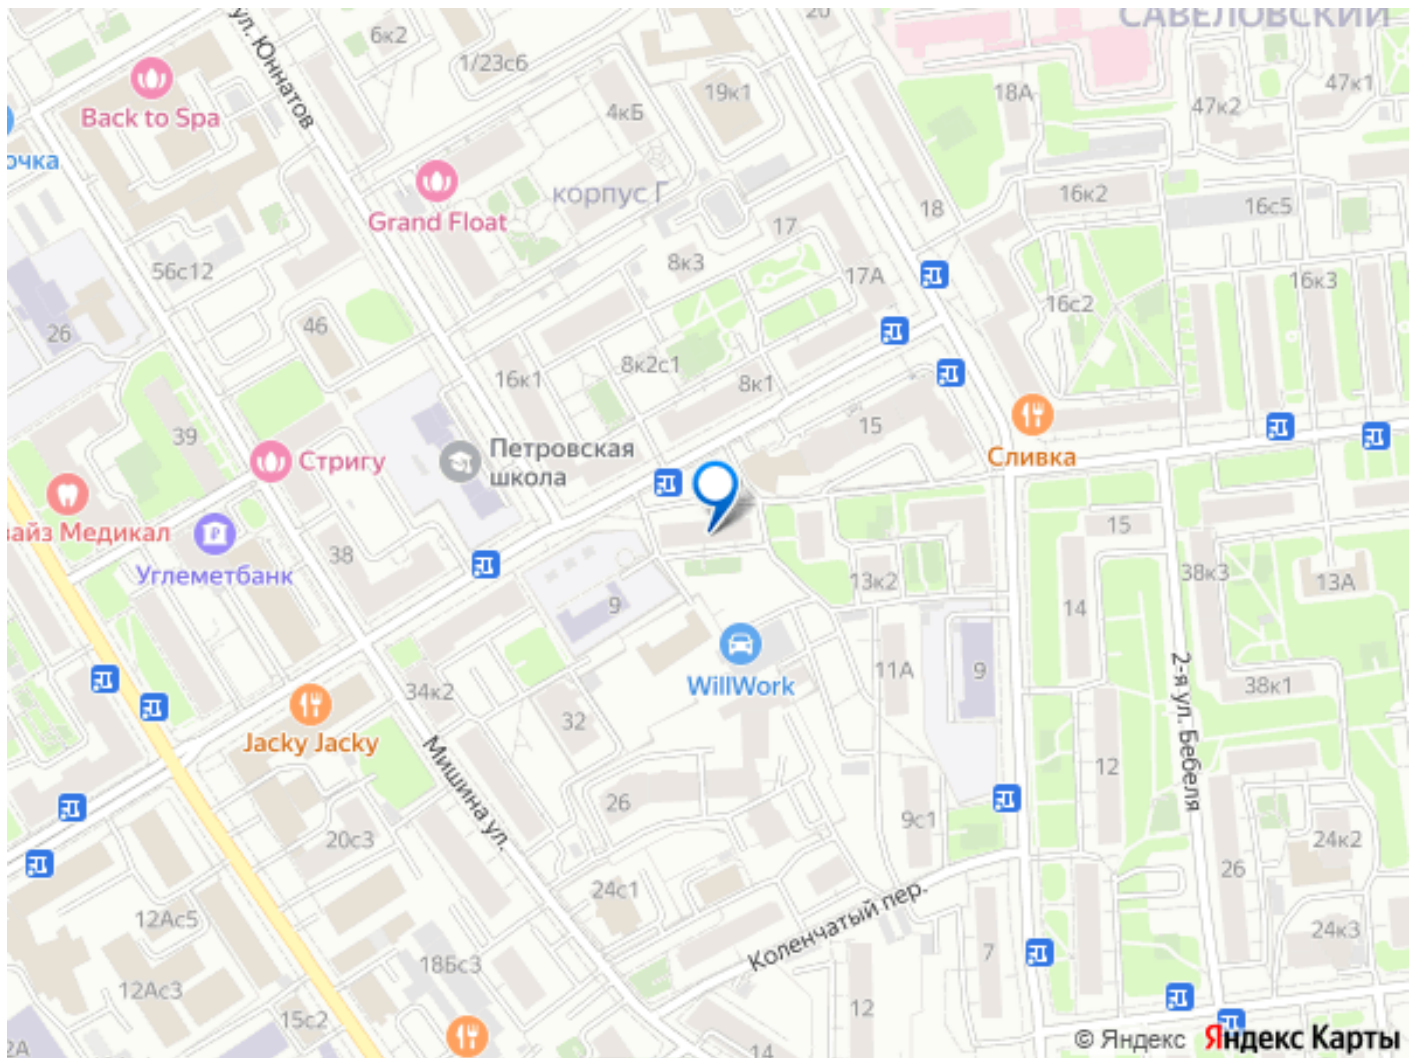 САВЕЛОВСКИЙ
20
ул. Юннатов
6к2
1/23с6
47к1
Back to Spa
19к1
18А
47к2
4кБ
очка
корпус Г
16к2
Grand Float
18
16с5
17
56с12
8к3
17А
16к3
16с2
46
26
8к2с1
16к1
8к1
39
15
Петровская
школа
Стригу
Сливка
вайз Медикал
15
38
Углеметбанк
38к3
13к2
13А
9
14
11А
9
WillWork
34к2
38к1
2-я ул. Бебеля
32
Jacky Jacky
Мишина ул.
12
26
9с1
20с3
24к2
26
24с1
12Ас5
Коленчатый пер.
24к3
18Бс3
7
12Ас3
12
15с2
2А
14
© Яндекс Яндекс Карты